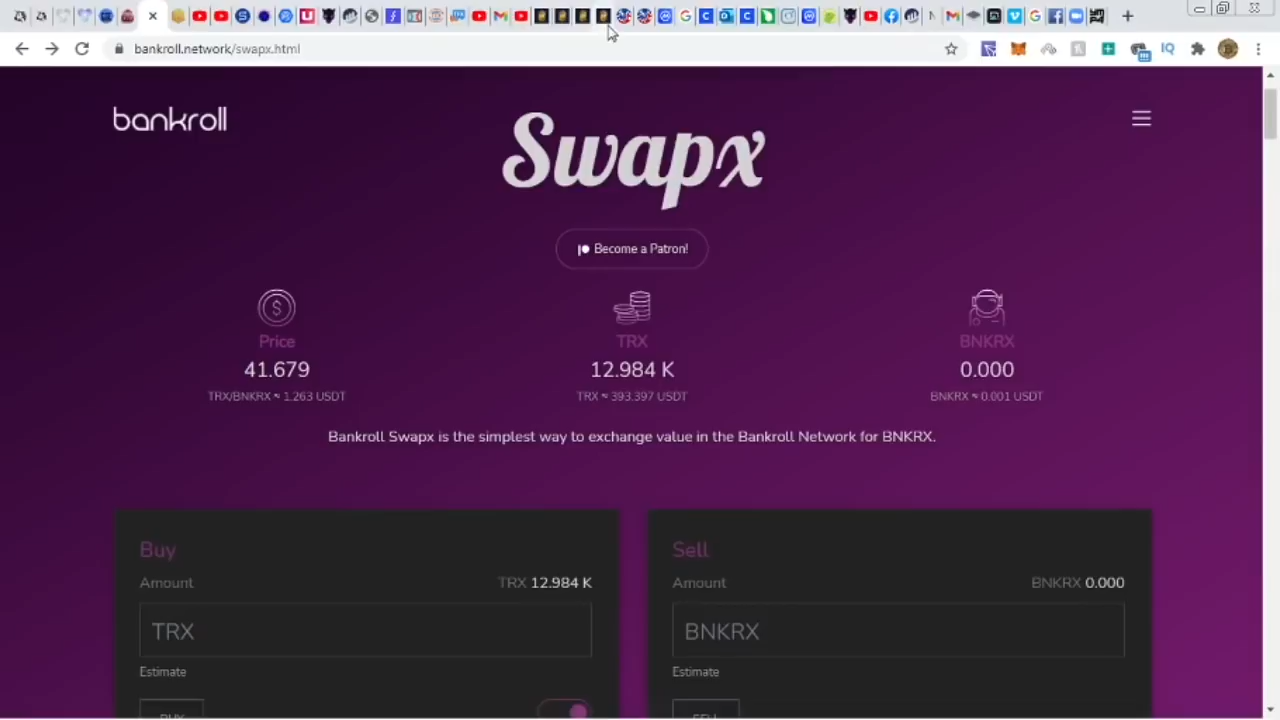 bankroll.network/swapx.html
IQ
bankroll
Swapx
Become a Patron!
Price
TRX
BNKRX
41.679
12.984 K
0.000
TRX/BNKRX ≈ 1.263 USDT
TRX ≈ 393.397 USDT
BNKRX ≈ 0.001 USDT
Bankroll Swapx is the simplest way to exchange value in the Bankroll Network for BNKRX.
Buy
Amount
TRX 12.984 K
TRX
Estimate
BUY
Sell
Amount
BNKRX 0.000
BNKRX
Estimate
SELL